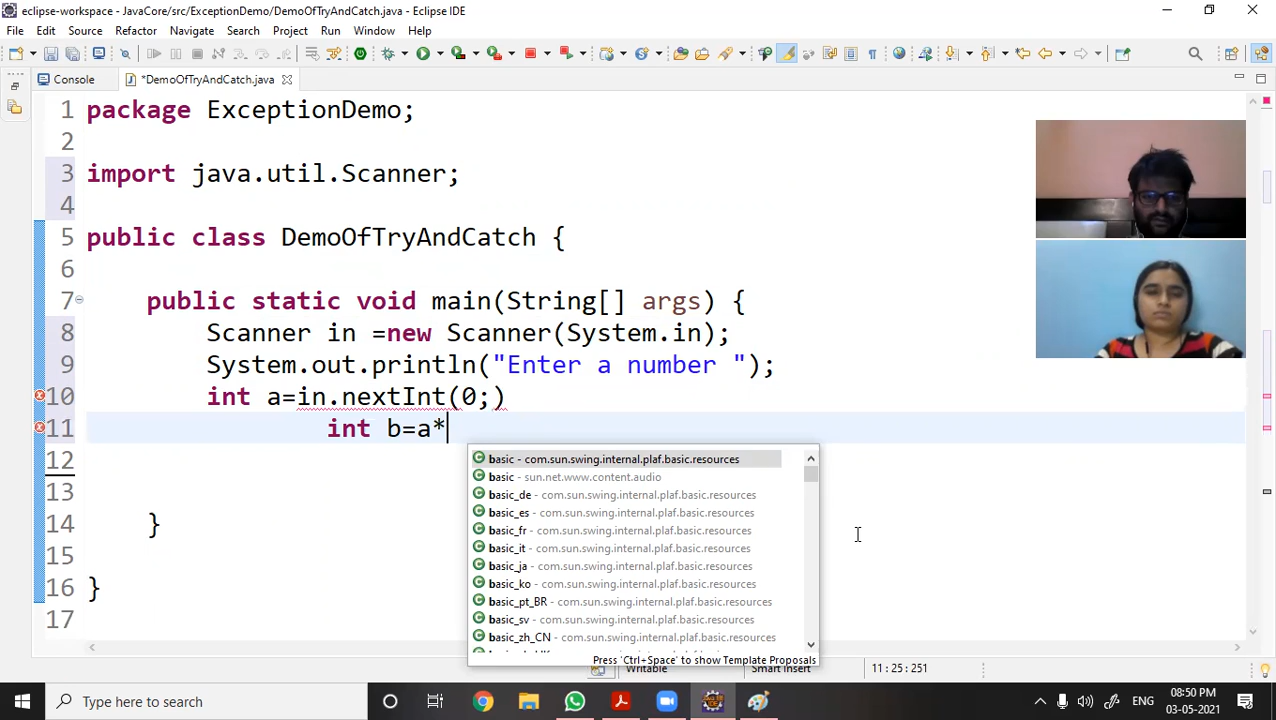 eclipse-workspace - JavaCore/src/ExceptionDemo/DemoOfTryAndCatch.java - Eclipse IDE
File Edit Source Refactor Navigate Search Project Run Window Help
Console *DemoOfTryAndCatch.java
1 package ExceptionDemo;
2
3 import java.util.Scanner;
4
5 public class DemoOfTryAndCatch {
6
7 public static void main(String[] args) {
8 Scanner in =new Scanner(System.in);
9 System.out.println("Enter a number ");
10 int a=in.nextInt(0;)
11 int b=a*
12
13
14 }
15
16 }
17
basic - com.sun.swing.internal.plaf.basic.resources
basic - sun.net.www.content.audio
basic_de - com.sun.swing.internal.plaf.basic.resources
basic_es - com.sun.swing.internal.plaf.basic.resources
basic_fr - com.sun.swing.internal.plaf.basic.resources
basic_it - com.sun.swing.internal.plaf.basic.resources
basic_ja - com.sun.swing.internal.plaf.basic.resources
basic_ko - com.sun.swing.internal.plaf.basic.resources
basic_pt_BR - com.sun.swing.internal.plaf.basic.resources
basic_sv - com.sun.swing.internal.plaf.basic.resources
basic_zh_CN - com.sun.swing.internal.plaf.basic.resources
Press 'Ctrl+Space' to show Template Proposals
Writable Smart Insert 11 : 25 : 251
Type here to search
ENG
08:50 PM
03-05-2021